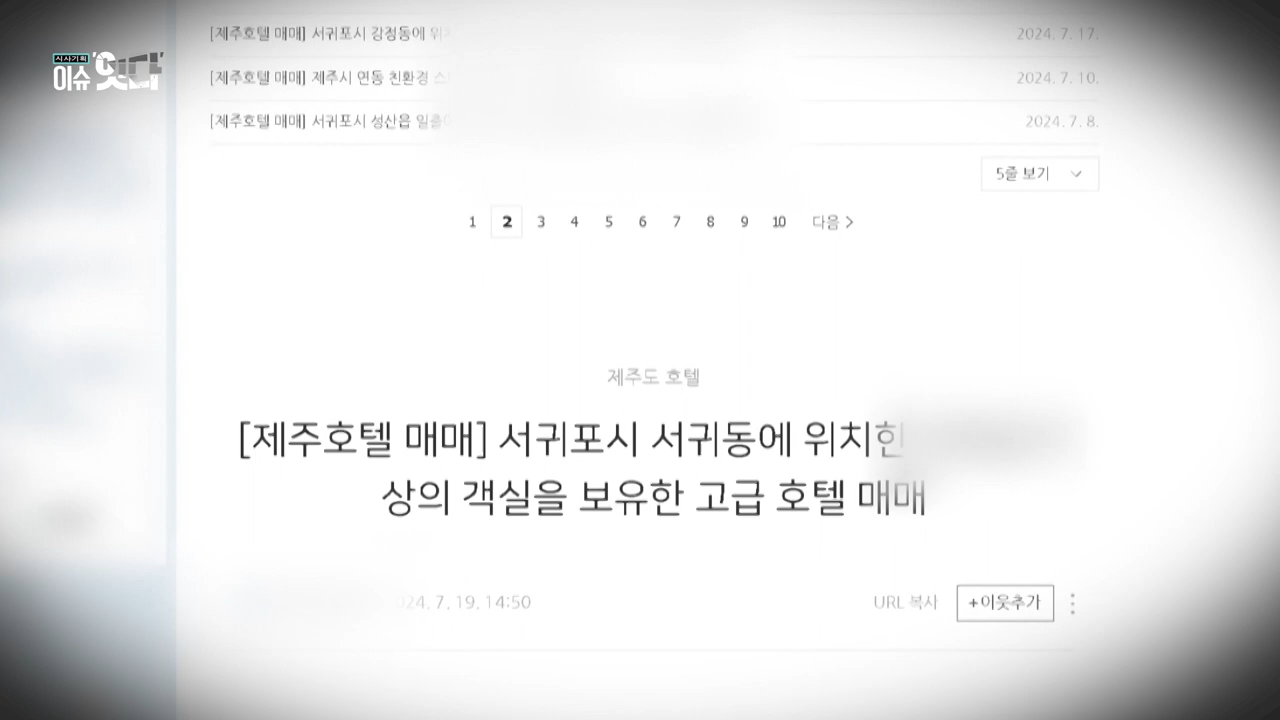 [제주호텔 매매] 서귀포시 강정동에
2024. 7. 17.
시사기획
이슈 '잇다'
[제주호텔 매매] 제주시 연동 친환경
2024. 7. 10.
[제주호텔 매매] 서귀포시 성산읍
2024. 7. 8.
5줄 보기
1 2 3 4 5 6 7 8 9 10 다음 >
제주도 호텔
[제주호텔 매매] 서귀포시 서귀동에 위치한
상의 객실을 보유한 고급 호텔 매매
7. 19. 14:50
URL 복사
+이웃추가